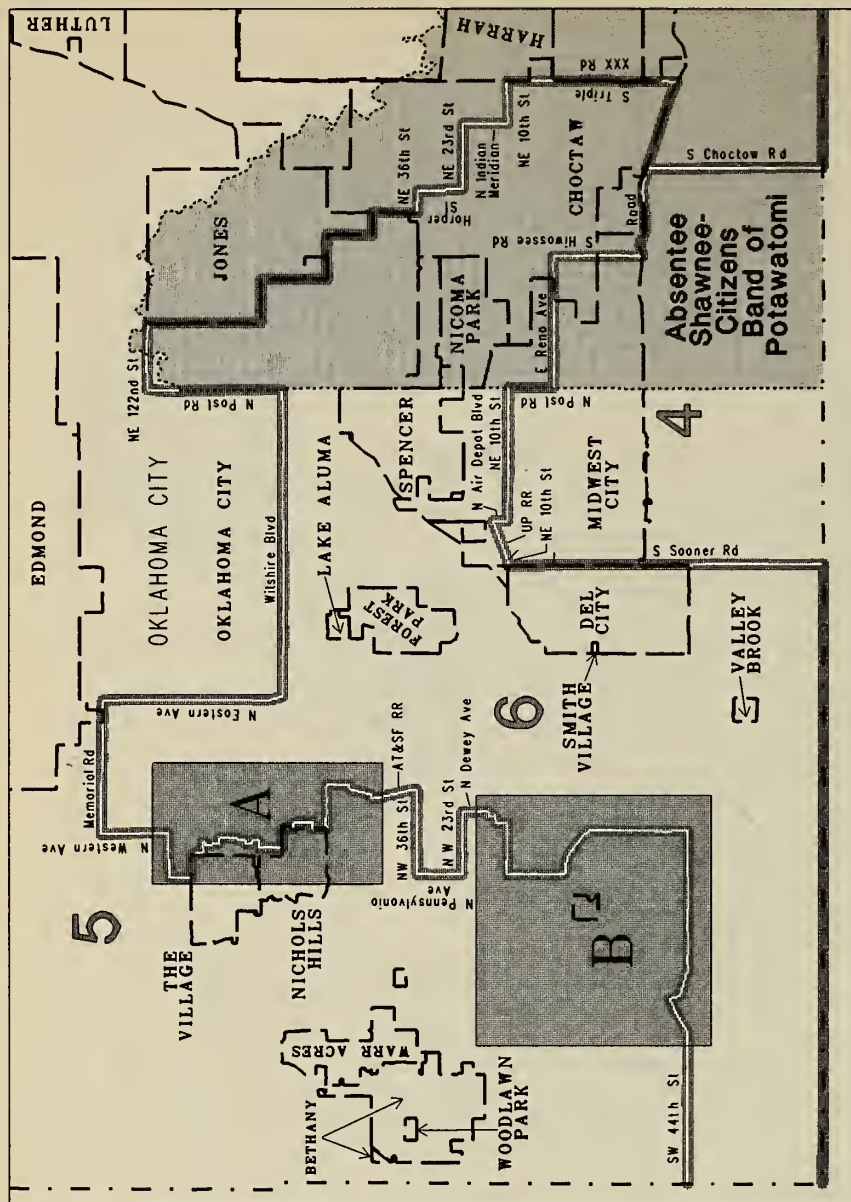 LUTHER
HARRAH
EDMOND
JONES
OKLAHOMA CITY
OKLAHOMA CITY
NE 122nd St
N Post Rd
Wilshire Blvd
N Eastern Ave
Memorial Rd
N Western Ave
5
THE
VILLAGE
NICHOLS
HILLS
A
LAKE ALUMA
FOREST
PARK
SPENCER
NICOMA
PARK
NE 36th St
NE 23rd St
Harper
St
N Indian
Meridian
NE 10th St
S Triple
XXX Rd
CHOCTAW
S Hiwassee Rd
E Reno Ave
Road
S Choctaw Rd
Absentee
Shawnee-
Citizens
Band of
Potawatomi
N Air Depot Blvd
NE 10th St
UP RR
NE 10th St
N Post Rd
MIDWEST
CITY
4
S Sooner Rd
DEL
CITY
SMITH
VILLAGE
VALLEY
BROOK
6
AT&SF RR
NW 36th St
N Pennsylvania
Ave
NW 23rd St
N Dewey Ave
B
WARR
ACRES
BETHANY
WOODLAWN
PARK
SW 44th St